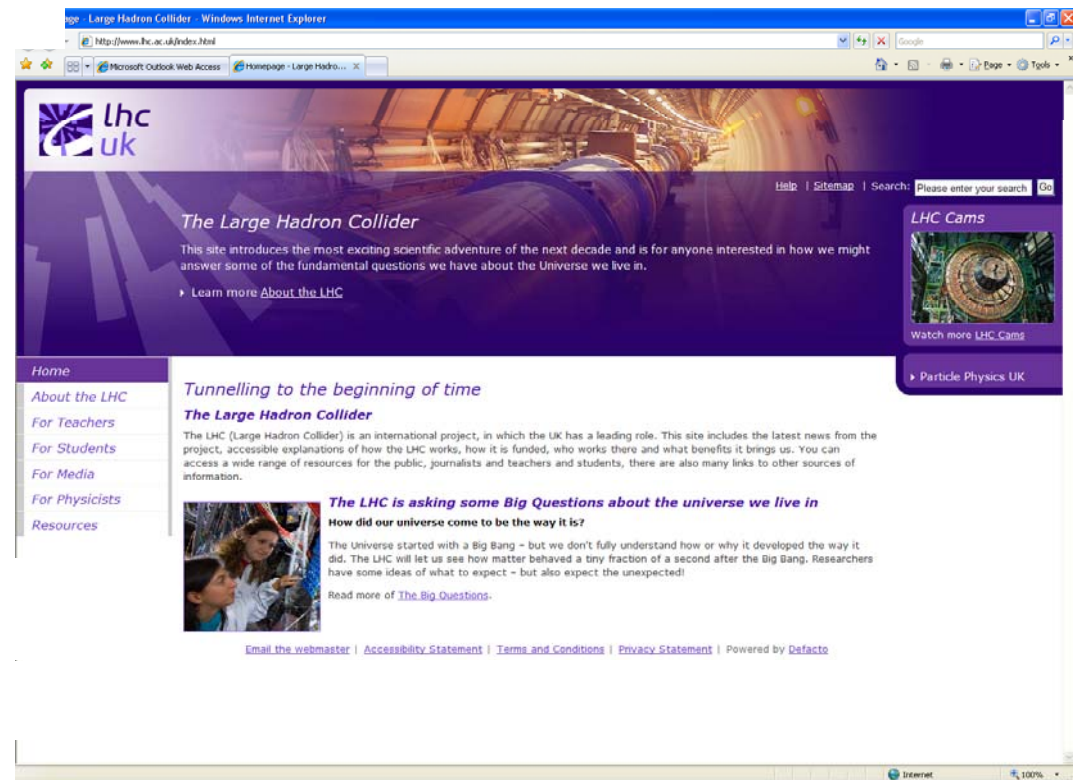 age - Large Hadron Collider - Windows Internet Explorer
http://www.lhc.ac.uk/index.html
Google
Microsoft Outlook Web Access
Homepage - Large Hadro...
Page
Tools
lhc
uk
Help | Sitemap | Search: Please enter your search Go
The Large Hadron Collider
This site introduces the most exciting scientific adventure of the next decade and is for anyone interested in how we might
answer some of the fundamental questions we have about the Universe we live in.
Learn more About the LHC
LHC Cams
Watch more LHC Cams
Particle Physics UK
Home
About the LHC
For Teachers
For Students
For Media
For Physicists
Resources
Tunnelling to the beginning of time
The Large Hadron Collider
The LHC (Large Hadron Collider) is an international project, in which the UK has a leading role. This site includes the latest news from the
project, accessible explanations of how the LHC works, how it is funded, who works there and what benefits it brings us. You can
access a wide range of resources for the public, journalists and teachers and students, there are also many links to other sources of
information.
The LHC is asking some Big Questions about the universe we live in
How did our universe come to be the way it is?
The Universe started with a Big Bang – but we don't fully understand how or why it developed the way it
did. The LHC will let us see how matter behaved a tiny fraction of a second after the Big Bang. Researchers
have some ideas of what to expect – but also expect the unexpected!
Read more of The Big Questions.
Email the webmaster | Accessibility Statement | Terms and Conditions | Privacy Statement | Powered by Defacto
Internet
100%